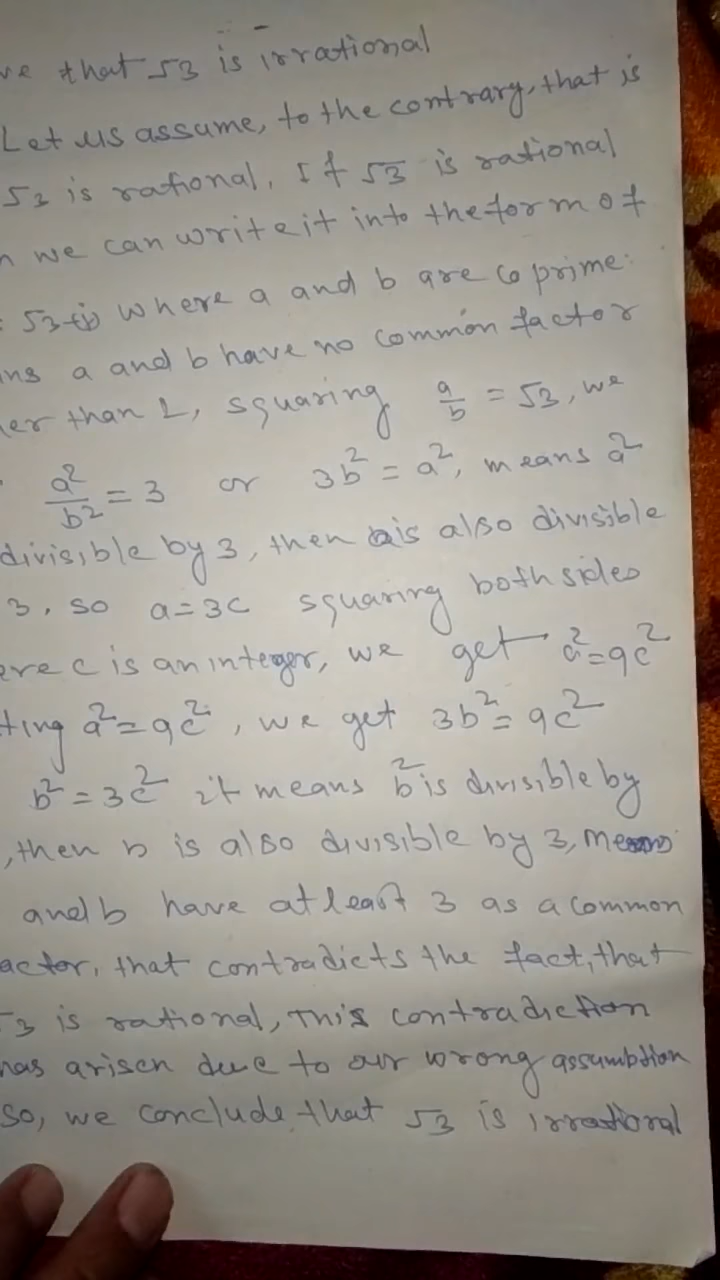 ve that √3 is irrational
Let us assume, to the contrary, that is
√3 is rational. If √3 is rational
n we can write it into the form of
√3 where a and b are co prime.
ns a and b have no common factor
er than 1, squaring a/b = √3, we
a²/b² = 3 or 3b² = a², means a²
divisible by 3, then a is also divisible
3, so a=3c squaring both sides
ere c is an integer, we get a²=9c²
ting a²=9c², we get 3b²=9c²
b²=3c² it means b² is divisible by
, then b is also divisible by 3, means
and b have at least 3 as a common
actor, that contradicts the fact, that
√3 is rational, This contradiction
has arisen due to our wrong assumbtion
So, we conclude that √3 is irrational